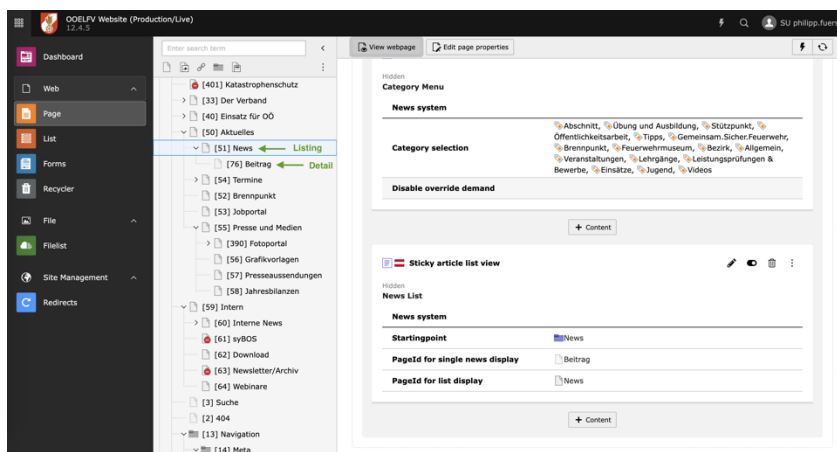 OOELFV Website (Production/Live)
12.4.5
SU philipp.fuers
Dashboard
Web
Page
List
Forms
Recycler
File
Filelist
Site Management
Redirects
Enter search term
[401] Katastrophenschutz
[33] Der Verband
[40] Einsatz für OÖ
[50] Aktuelles
[51] News Listing
[76] Beitrag Detail
[54] Termine
[52] Brennpunkt
[53] Jobportal
[55] Presse und Medien
[390] Fotoportal
[56] Grafikvorlagen
[57] Presseaussendungen
[58] Jahresbilanzen
[59] Intern
[60] Interne News
[61] syBOS
[62] Download
[63] Newsletter/Archiv
[64] Webinare
[3] Suche
[2] 404
[13] Navigation
[14] Meta
View webpage Edit page properties
Hidden
Category Menu
News system
Category selection
Abschnitt, Übung und Ausbildung, Stützpunkt,
Öffentlichkeitsarbeit, Tipps, Gemeinsam.Sicher.Feuerwehr,
Brennpunkt, Feuerwehrmuseum, Bezirk, Allgemein,
Veranstaltungen, Lehrgänge, Leistungsprüfungen &
Bewerbe, Einsätze, Jugend, Videos
Disable override demand
+ Content
Sticky article list view
Hidden
News List
News system
Startingpoint News
PageId for single news display Beitrag
PageId for list display News
+ Content